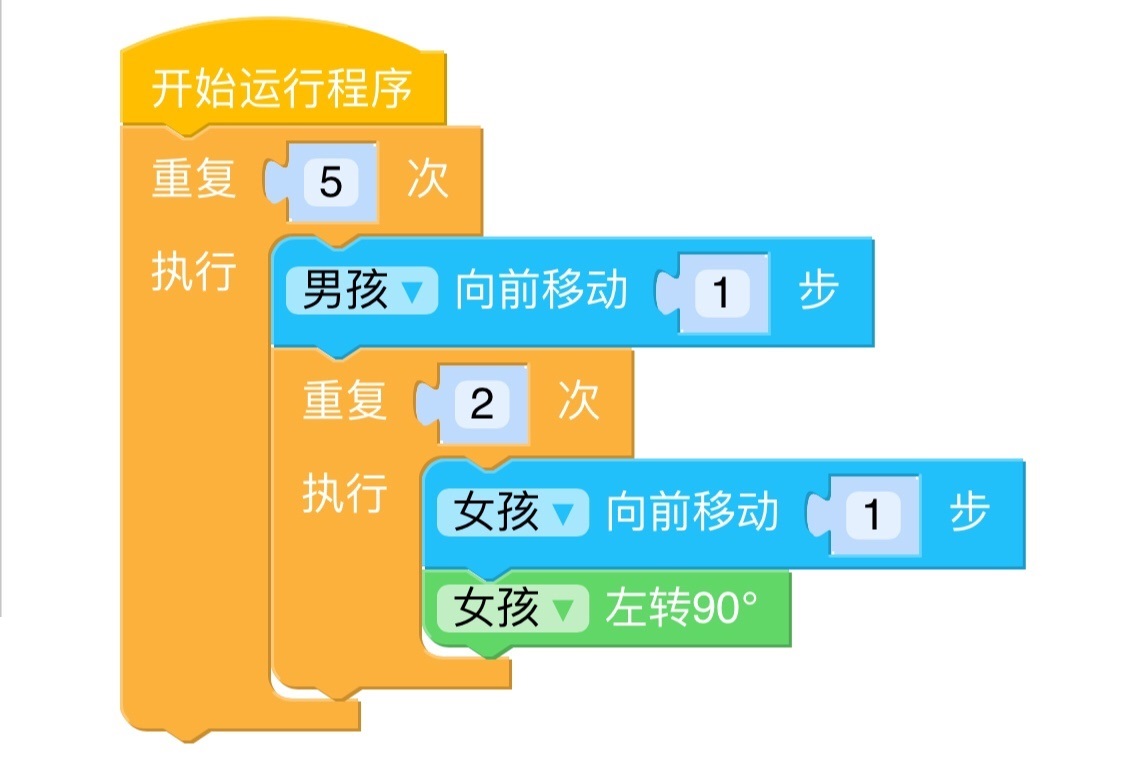 开始运行程序
重复 5 次
执行
男孩▼ 向前移动 1 步
重复 2 次
执行
女孩▼ 向前移动 1 步
女孩▼ 左转90°